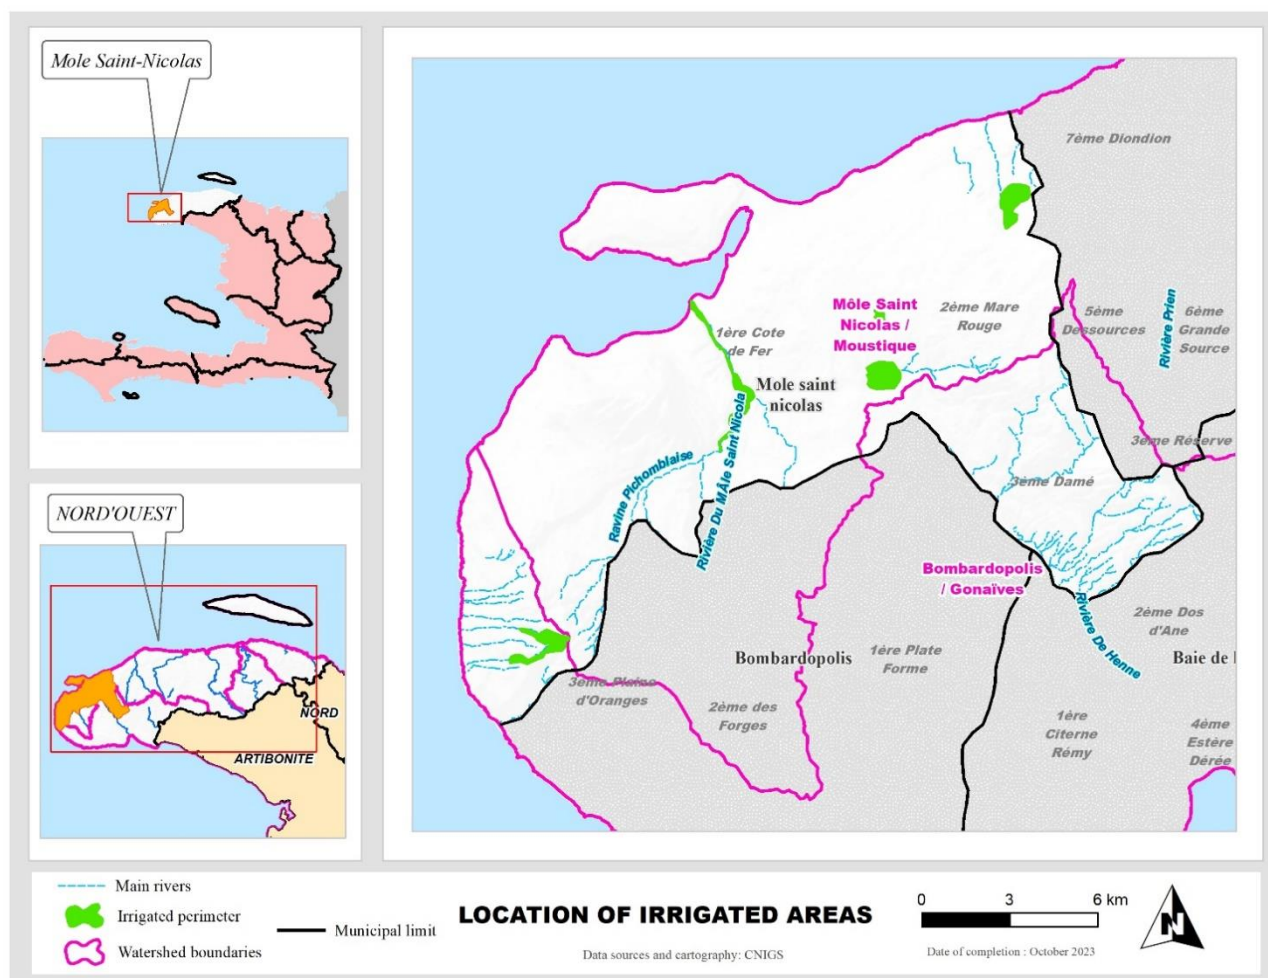 Mole Saint-Nicolas
NORD'OUEST
NORD
ARTIBONITE
7ème Diondion
Môle Saint
Nicolas /
Moustique
2ème Mare
Rouge
5ème
Dessources
Rivière Prien
6ème
Grande
Source
1ère Cote
de Fer
Mole saint
nicolas
Rivière Du MÂle Saint Nicola
Ravine Pichomblaise
3ème Réserve
3ème Damé
Bombardopolis
/ Gonaïves
Rivière De Henne
2ème Dos
d'Ane
Bombardopolis
1ère Plate
Forme
Baie de
3ème Plaine
d'Oranges
2ème des
Forges
1ère
Citerne
Rémy
4ème
Estère
Dérée
Main rivers
Irrigated perimeter
Watershed boundaries
Municipal limit
LOCATION OF IRRIGATED AREAS
Data sources and cartography: CNIGS
0 3 6 km
Date of completion : October 2023
N